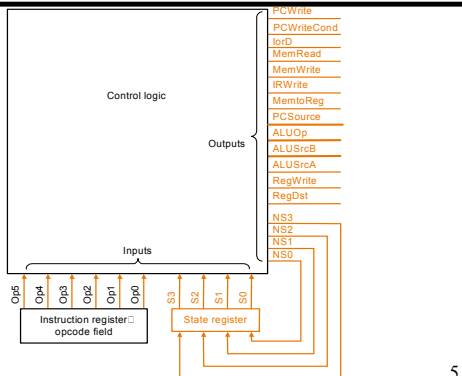 PCWrite
PCWriteCond
IorD
MemRead
MemWrite
IRWrite
MemtoReg
PCSource
ALUOp
ALUSrcB
ALUSrcA
RegWrite
RegDst
NS3
NS2
NS1
NS0
Control logic
Outputs
Inputs
Op5
Op4
Op3
Op2
Op1
Op0
S3
S2
S1
S0
Instruction register
opcode field
State register
5